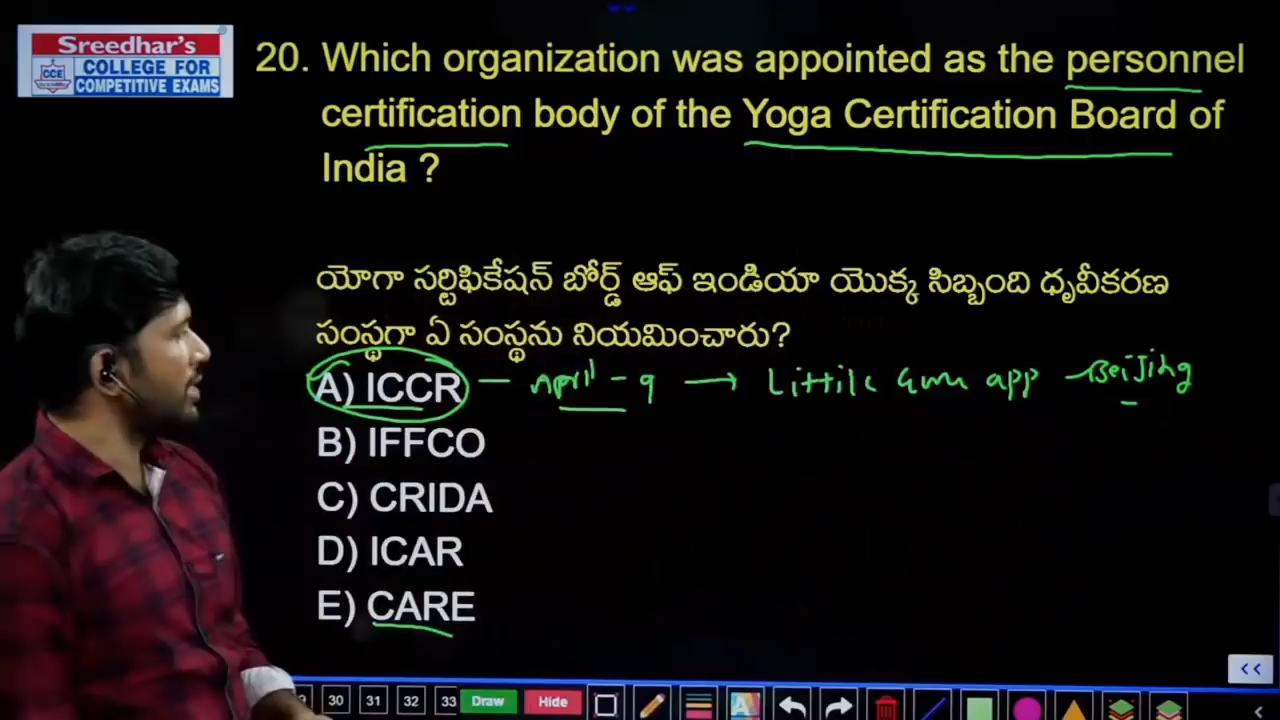 Sreedhar's
CCE
COLLEGE FOR
COMPETITIVE EXAMS
20. Which organization was appointed as the personnel
certification body of the Yoga Certification Board of
India ?
యోగా సర్టిఫికేషన్ బోర్డ్ ఆఫ్ ఇండియా యొక్క సిబ్బంది ధృవీకరణ
సంస్థగా ఏ సంస్థను నియమించారు?
A) ICCR — April - 9 → Little app Beijing
B) IFFCO
C) CRIDA
D) ICAR
E) CARE
<<
30 31 32 33 Draw Hide
<